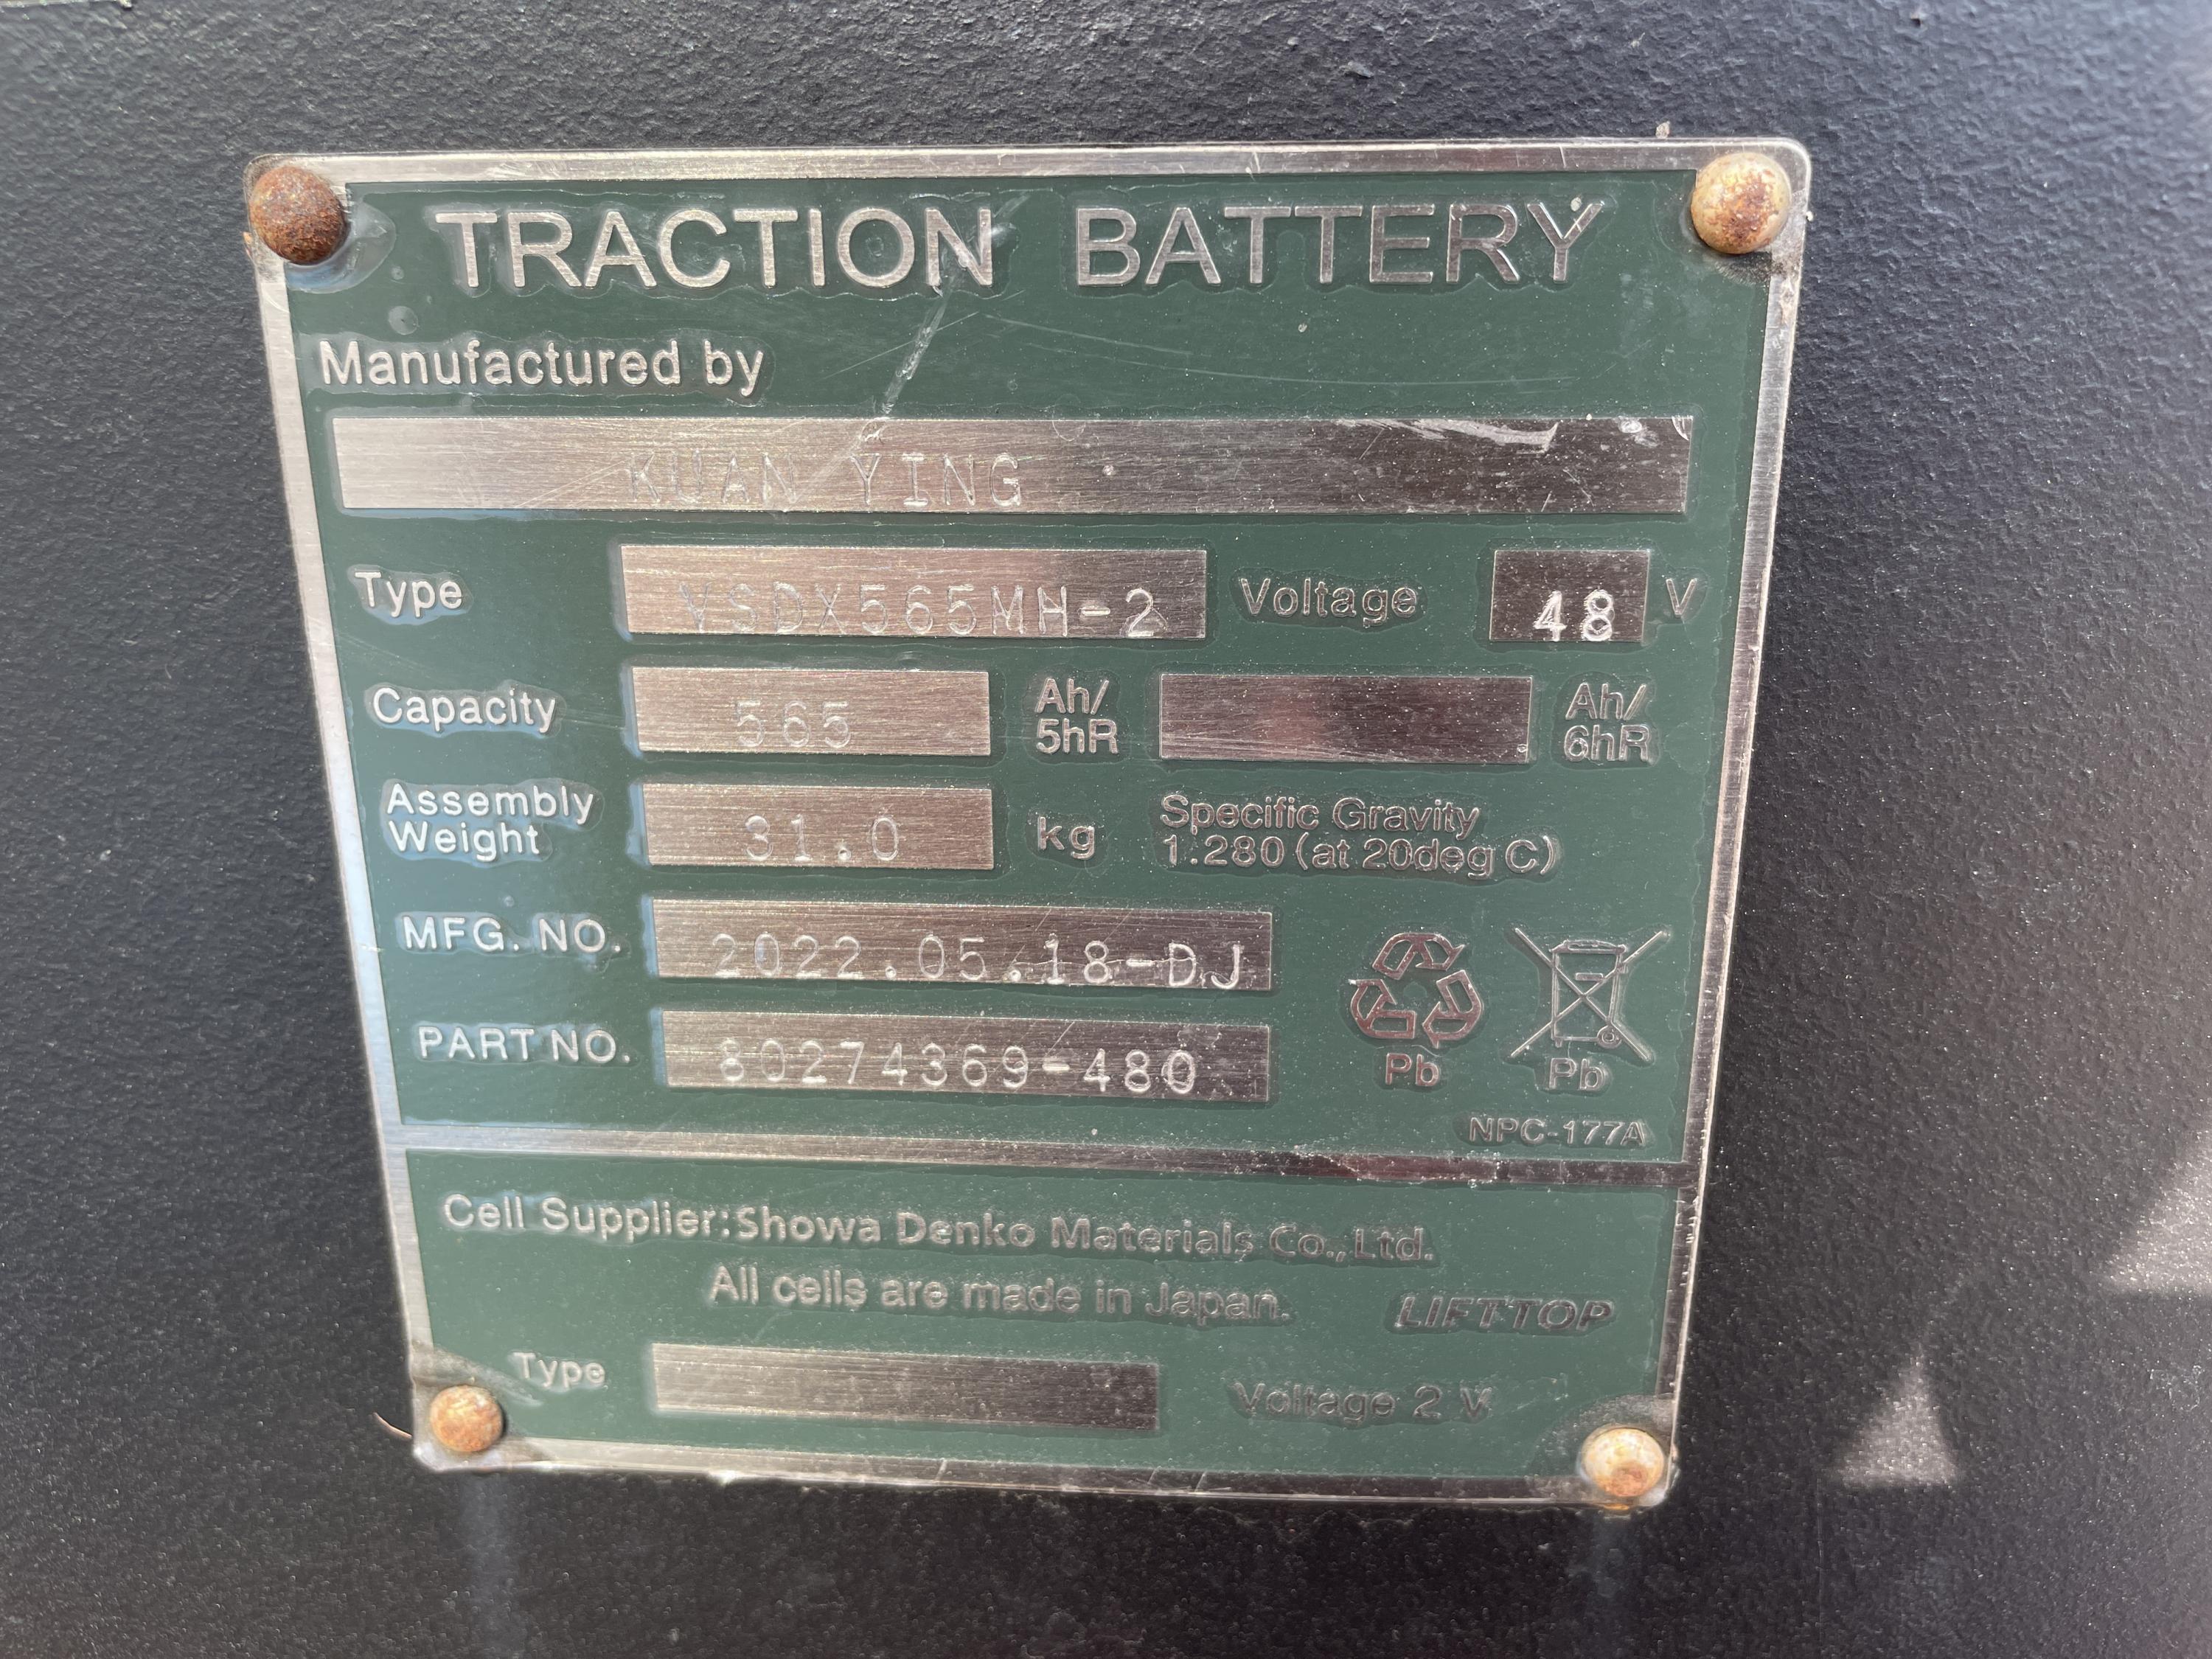 TRACTION BATTERY
Manufactured by
KUAN YING
Type VSDX565MH-2 Voltage 48 V
Capacity 565 Ah/5hR Ah/6hR
Assembly Weight 31.0 kg Specific Gravity
1.280 (at 20deg C)
MFG. NO. 2022.05.18-DJ
PART NO. 80274369-480
Pb Pb
NPC-177A
Cell Supplier: Showa Denko Materials Co., Ltd.
All cells are made in Japan. LIFTTOP
Type Voltage 2 V